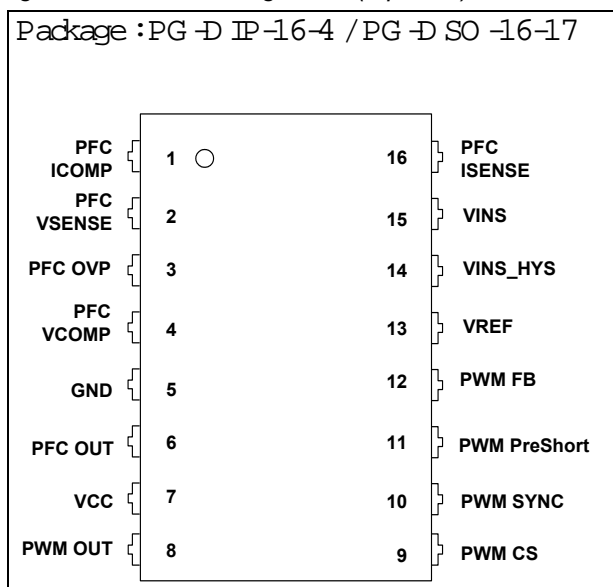 Package :PG-DIP-16-4 / PG-DSO-16-17
PFC ICOMP 1 16 PFC ISENSE
PFC VSENSE 2 15 VINS
PFC OVP 3 14 VINS_HYS
PFC VCOMP 4 13 VREF
GND 5 12 PWM FB
PFC OUT 6 11 PWM PreShort
VCC 7 10 PWM SYNC
PWM OUT 8 9 PWM CS